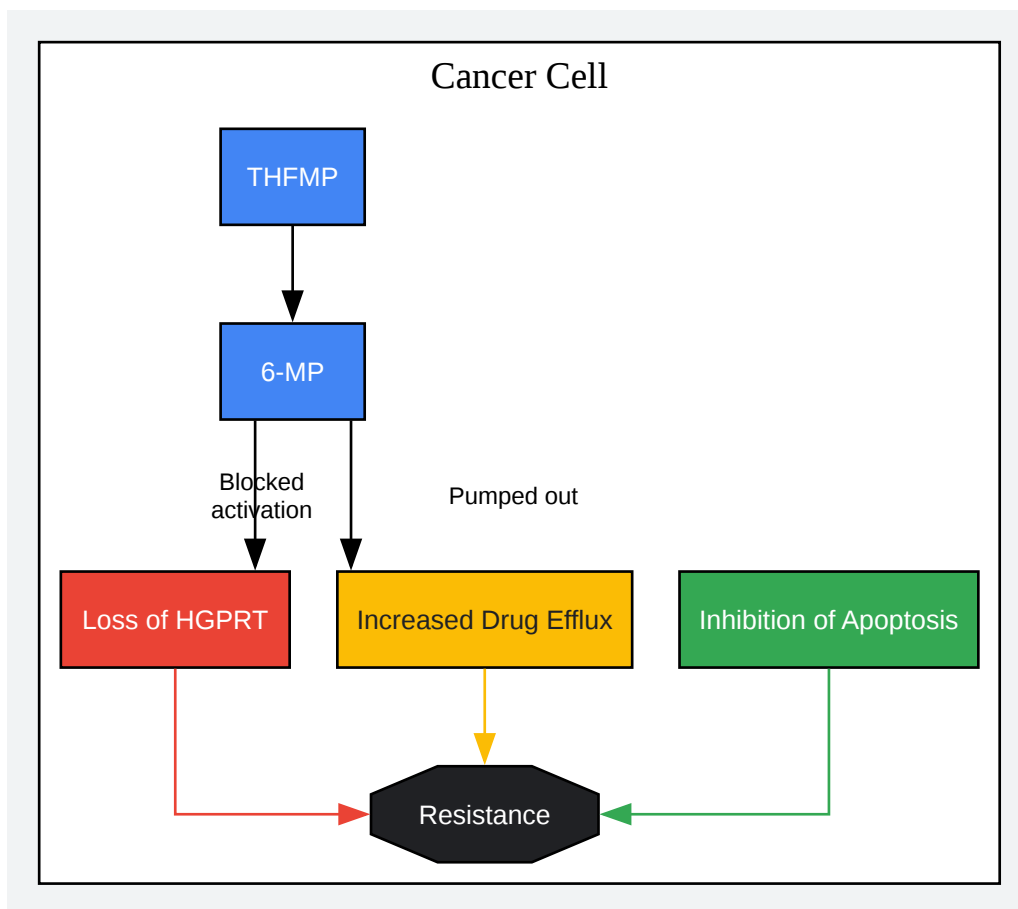 Cancer Cell
THFMP
6-MP
Blocked
activation
Pumped out
Loss of HGPRT
Increased Drug Efflux
Inhibition of Apoptosis
Resistance